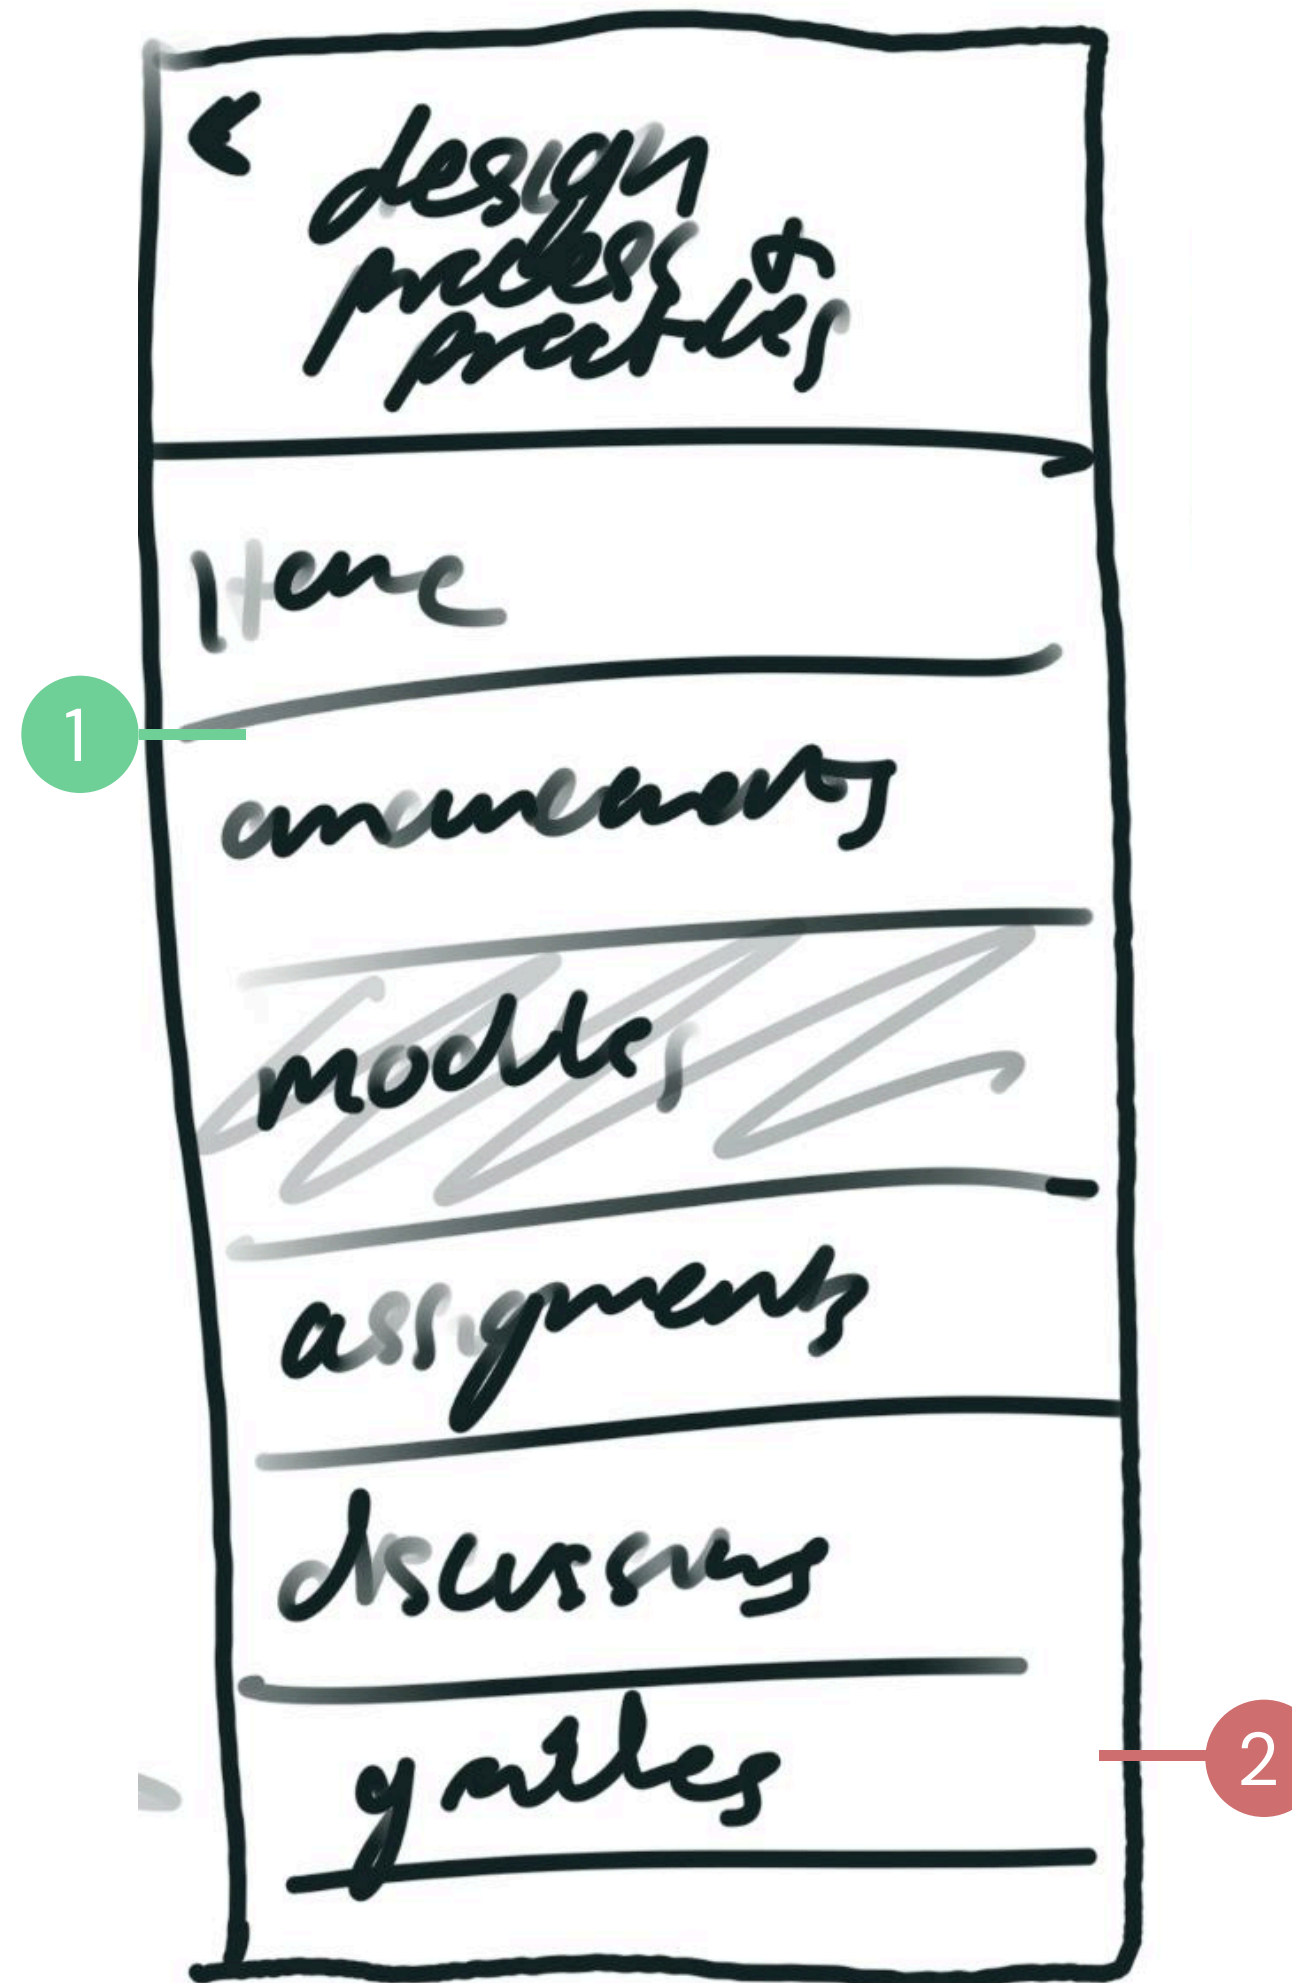 <
design
process &
practices
Home
1
announcements
modules
assignments
discussions
grades
2